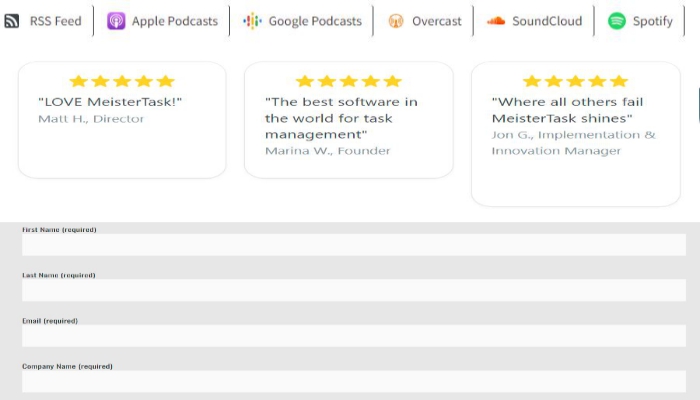 RSS Feed Apple Podcasts Google Podcasts Overcast SoundCloud Spotify
"LOVE MeisterTask!"
Matt H., Director
"The best software in
the world for task
management"
Marina W., Founder
"Where all others fail
MeisterTask shines"
Jon G., Implementation &
Innovation Manager
First Name (required)
Last Name (required)
Email (required)
Company Name (required)